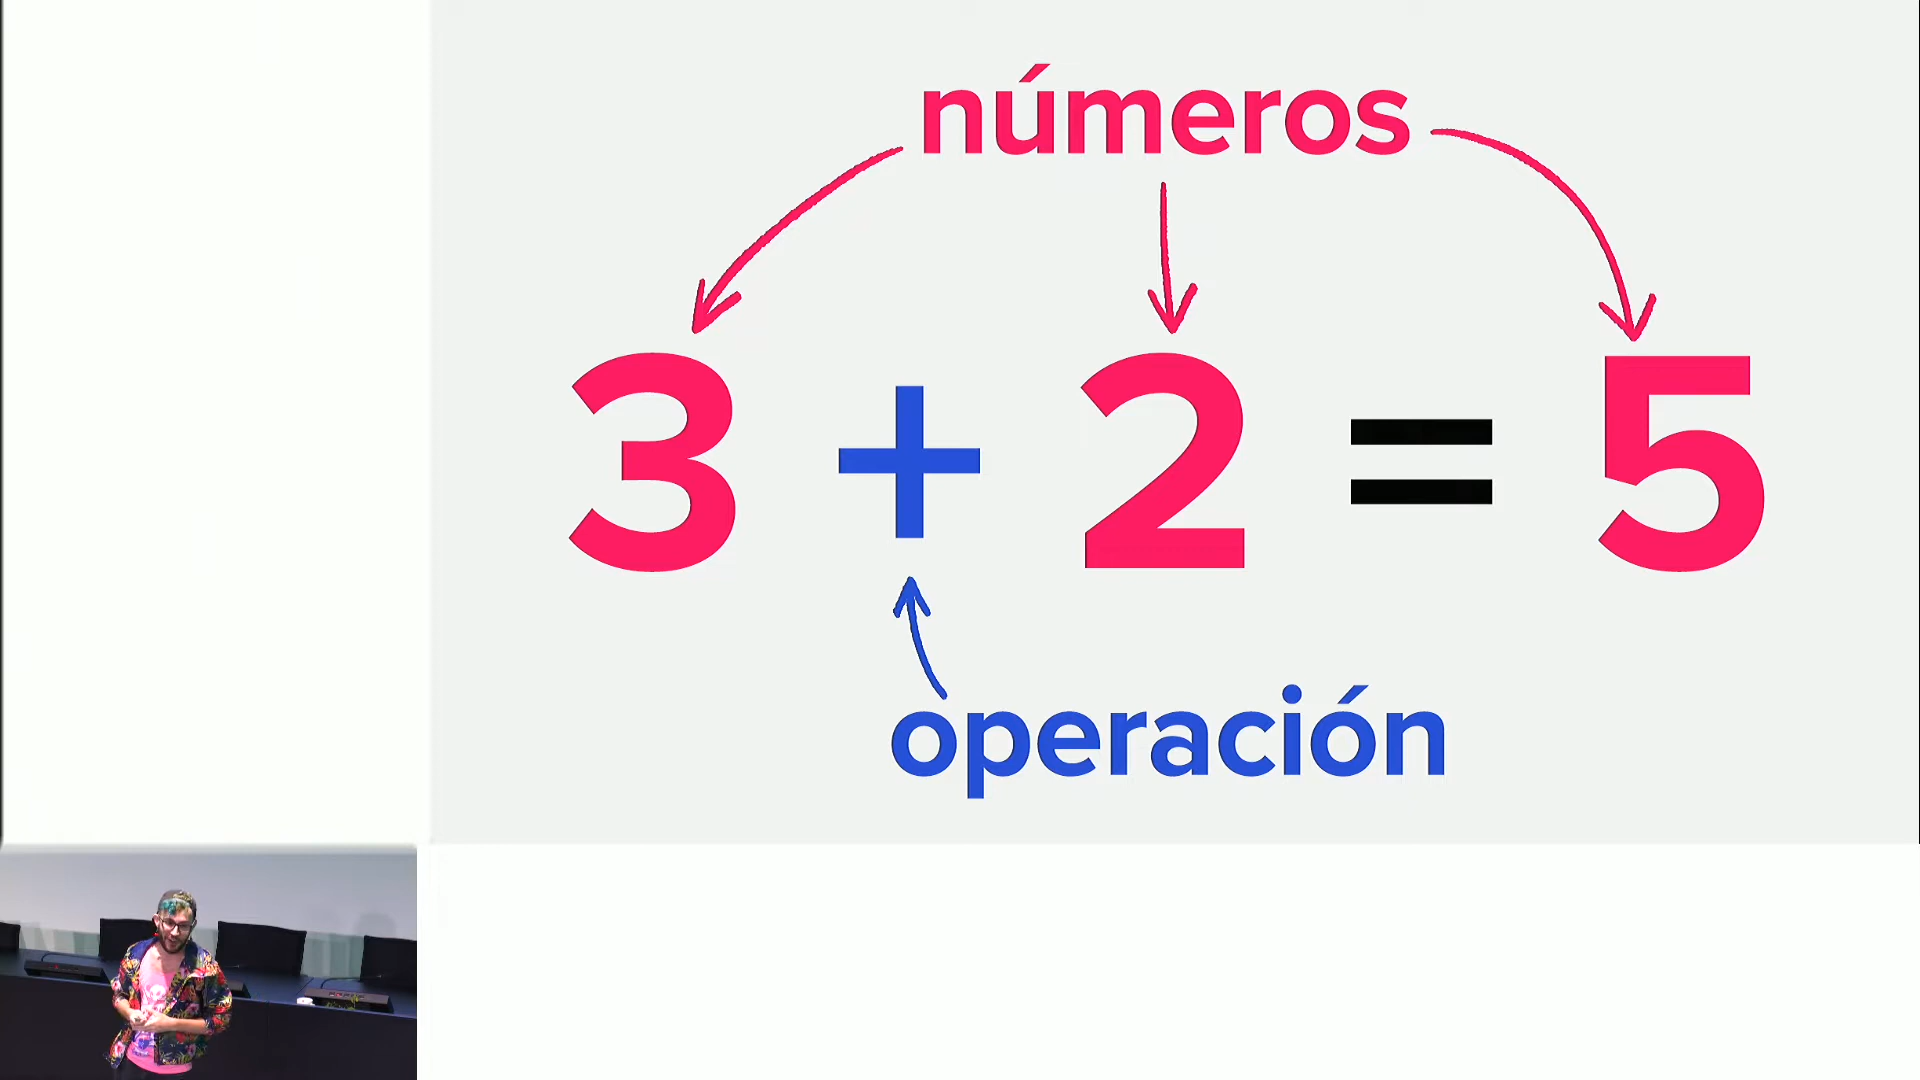 números
3 + 2 = 5
operación